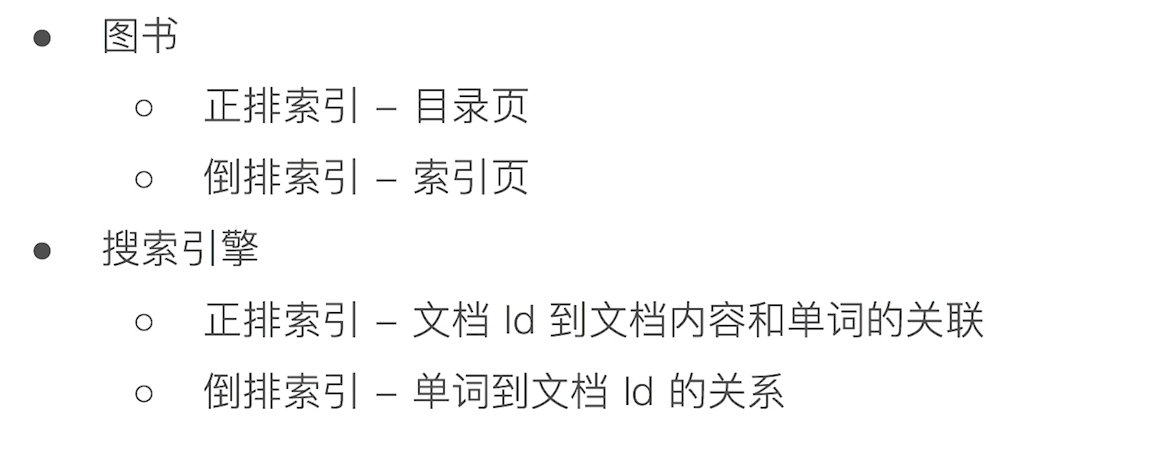 ● 图书
○ 正排索引 – 目录页
○ 倒排索引 – 索引页
● 搜索引擎
○ 正排索引 – 文档 Id 到文档内容和单词的关联
○ 倒排索引 – 单词到文档 Id 的关系